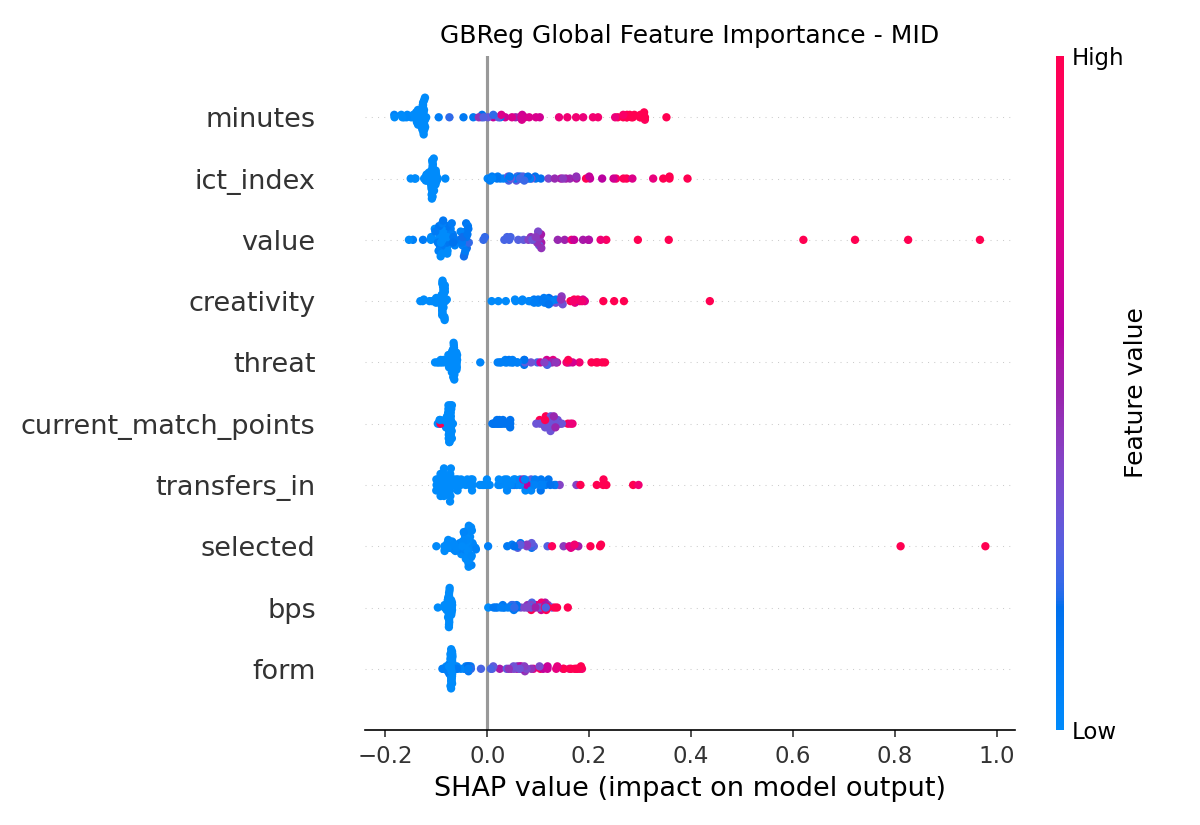 GBReg Global Feature Importance - MID
High
minutes
ict_index
value
creativity
threat
current_match_points
transfers_in
selected
bps
form
Feature value
Low
−0.2 0.0 0.2 0.4 0.6 0.8 1.0
SHAP value (impact on model output)